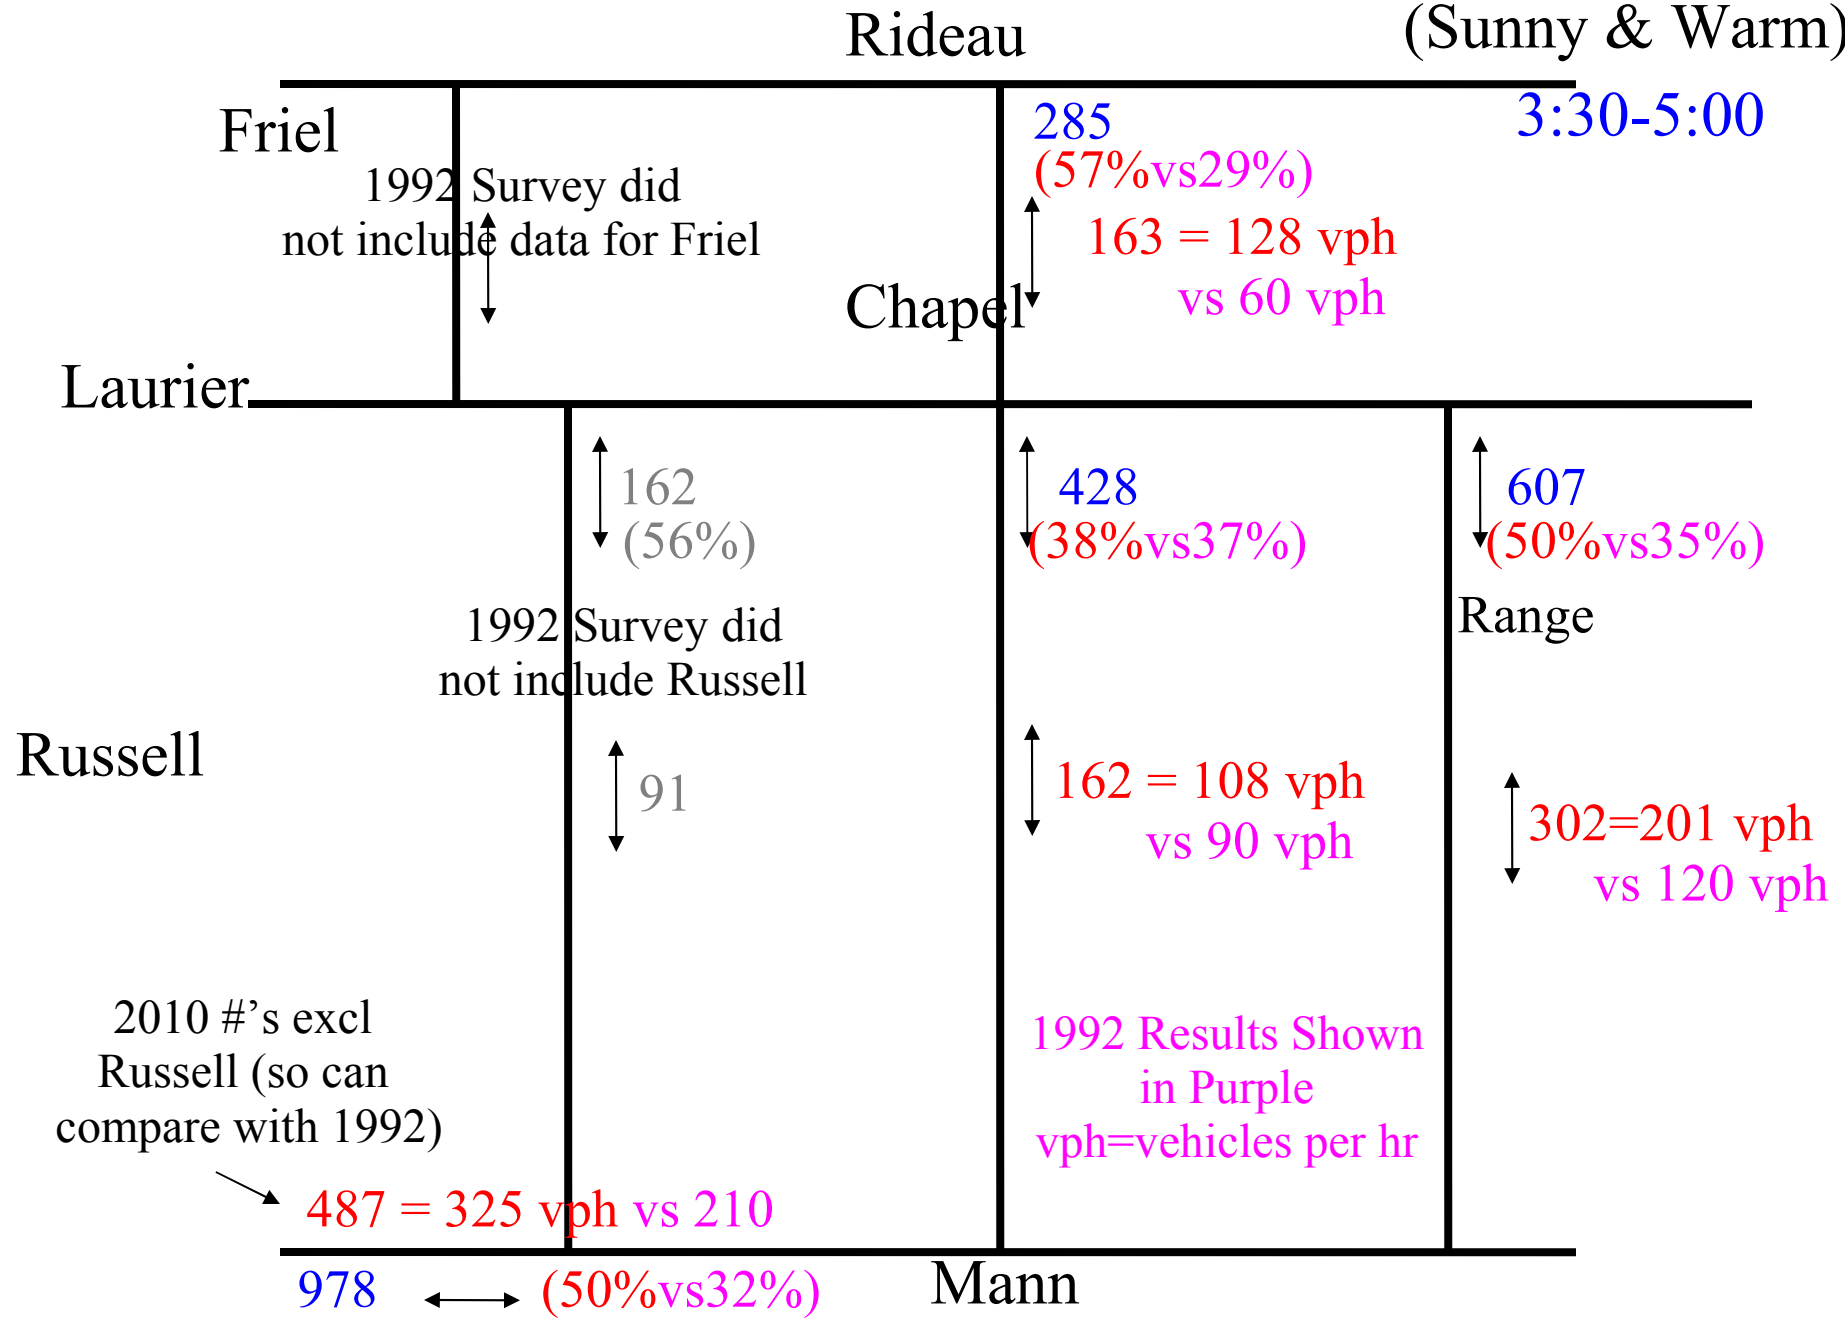 Rideau
(Sunny & Warm)
3:30-5:00
Friel
285
(57%vs29%)
1992 Survey did
not include data for Friel
163 = 128 vph
vs 60 vph
Chapel
Laurier
162
(56%)
428
(38%vs37%)
607
(50%vs35%)
Range
1992 Survey did
not include Russell
Russell
91
162 = 108 vph
vs 90 vph
302=201 vph
vs 120 vph
2010 #’s excl
Russell (so can
compare with 1992)
1992 Results Shown
in Purple
vph=vehicles per hr
487 = 325 vph vs 210
978
(50%vs32%)
Mann